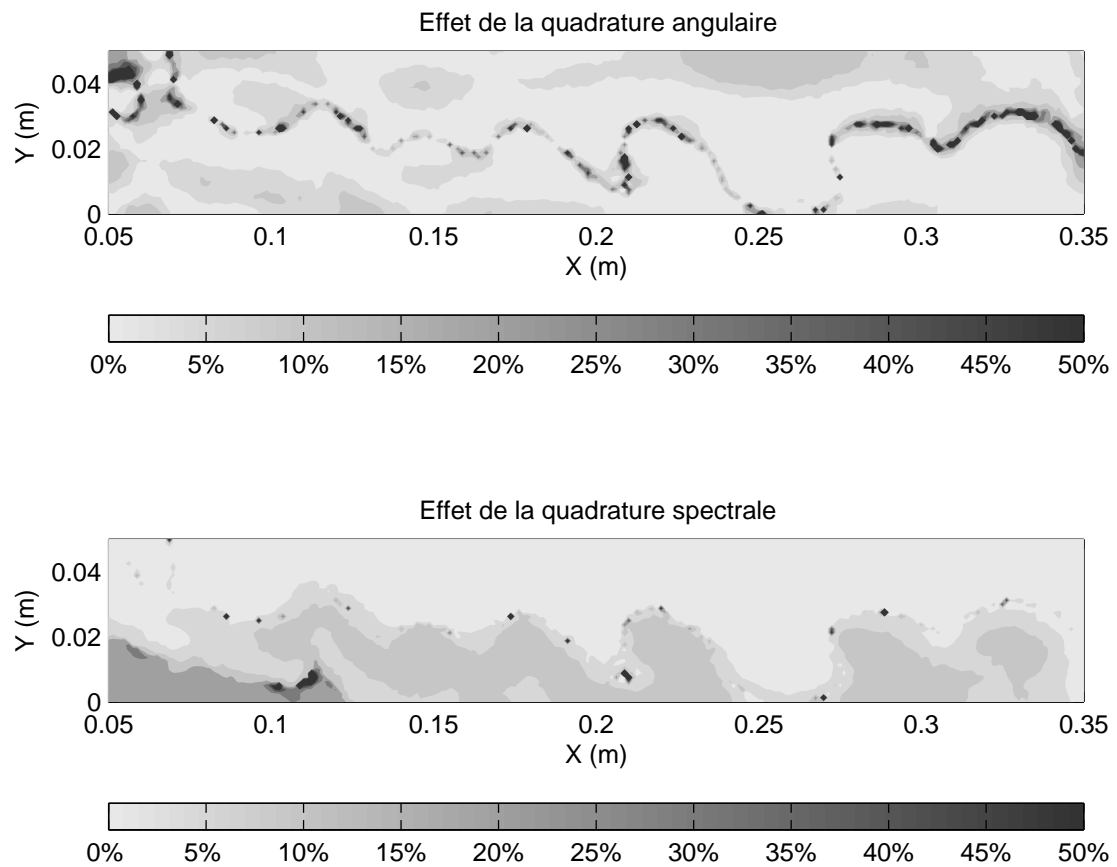 Effet de la quadrature angulaire
0.04
0.02
0
Y (m)
0.05 0.1 0.15 0.2 0.25 0.3 0.35
X (m)
0% 5% 10% 15% 20% 25% 30% 35% 40% 45% 50%
Effet de la quadrature spectrale
0.04
0.02
0
Y (m)
0.05 0.1 0.15 0.2 0.25 0.3 0.35
X (m)
0% 5% 10% 15% 20% 25% 30% 35% 40% 45% 50%